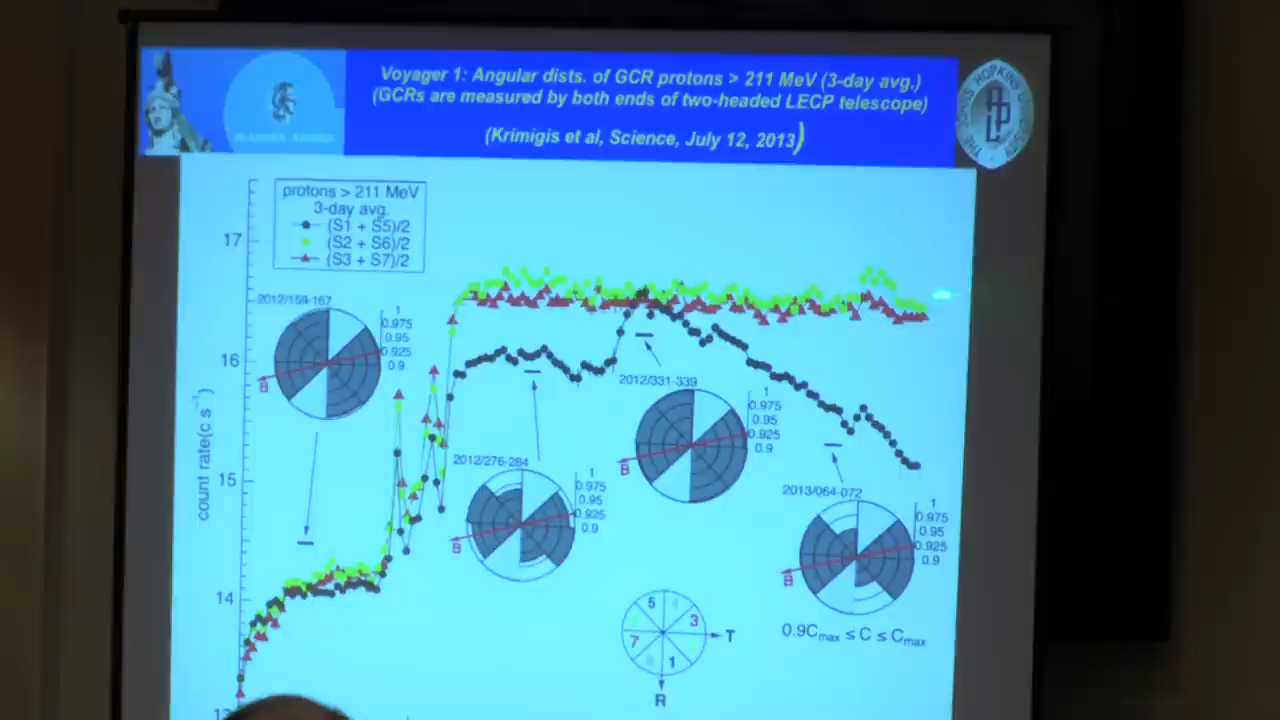 Voyager 1: Angular dists. of GCR protons > 211 MeV (3-day avg.)
(GCRs are measured by both ends of two-headed LECP telescope)
(Krimigis et al, Science, July 12, 2013)
protons > 211 MeV
3-day avg.
(S1 + S5)/2
(S2 + S6)/2
(S3 + S7)/2
17
16
15
14
13
count rate(c s⁻¹)
2012/159-167
1
0.975
0.95
0.925
0.9
B
2012/276-284
1
0.975
0.95
0.925
0.9
B
2012/331-339
1
0.975
0.95
0.925
0.9
B
2013/064-072
1
0.975
0.95
0.925
0.9
B
0.9Cmax ≤ C ≤ Cmax
5
3
7
1
T
R